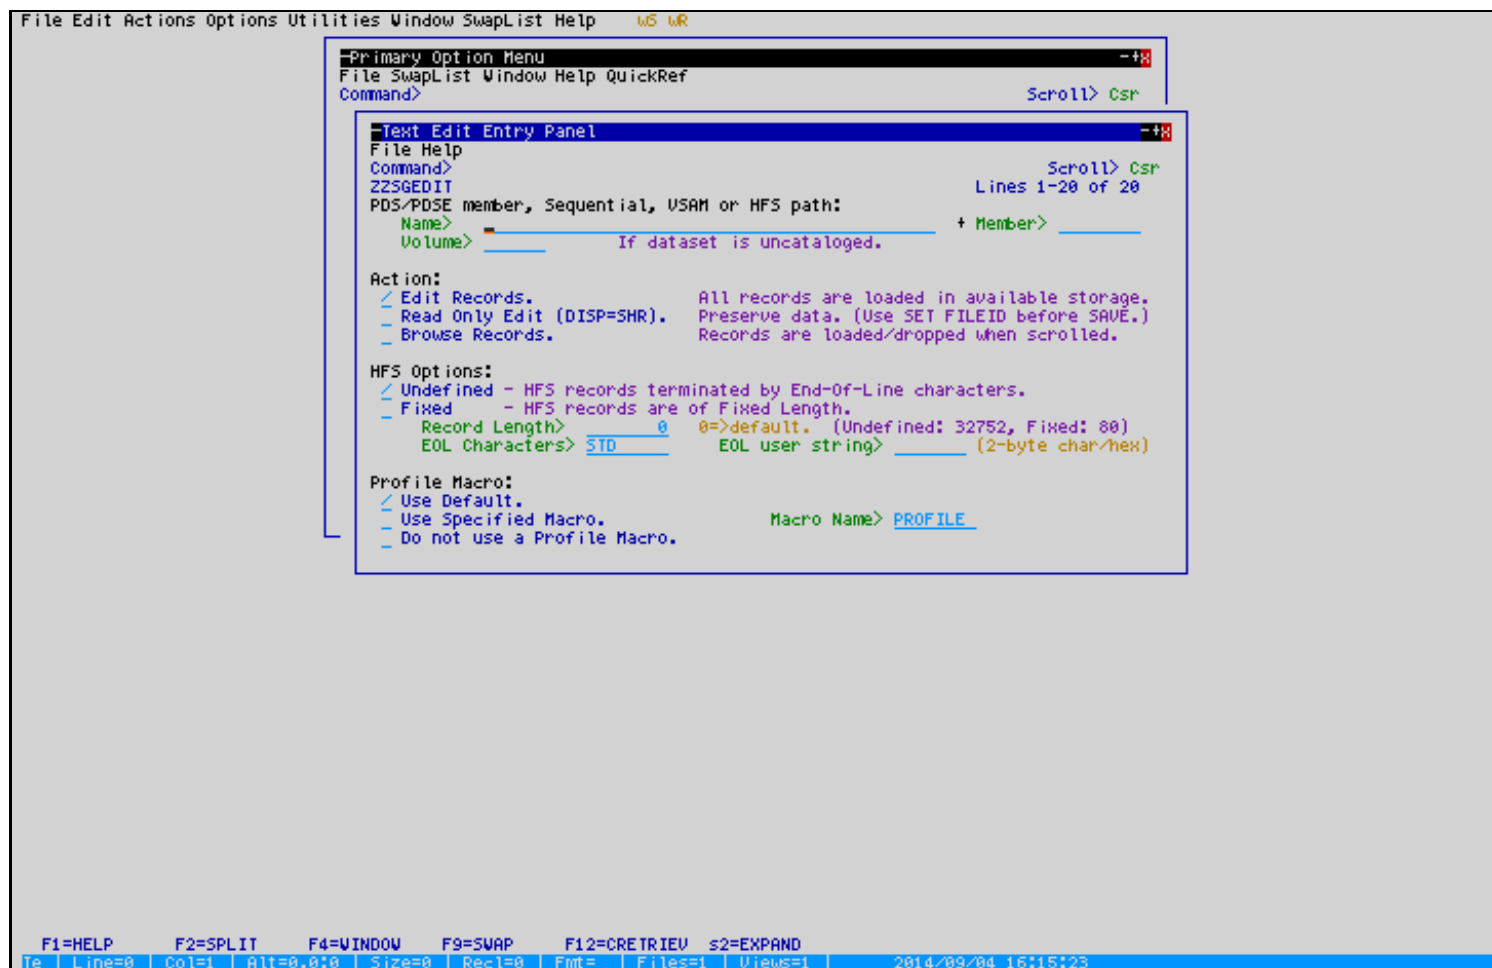 File Edit Actions Options Utilities Window SwapList Help wS wR
-Primary Option Menu -+x
File SwapList Window Help QuickRef
Command> Scroll> Csr
-Text Edit Entry Panel -+x
File Help
Command> Scroll> Csr
ZZSGEDIT Lines 1-20 of 20
PDS/PDSE member, Sequential, VSAM or HFS path:
Name> _ + Member>
Volume> If dataset is uncataloged.
Action:
/ Edit Records. All records are loaded in available storage.
_ Read Only Edit (DISP=SHR). Preserve data. (Use SET FILEID before SAVE.)
_ Browse Records. Records are loaded/dropped when scrolled.
HFS Options:
/ Undefined - HFS records terminated by End-Of-Line characters.
_ Fixed - HFS records are of Fixed Length.
Record Length> 0 0=>default. (Undefined: 32752, Fixed: 80)
EOL Characters> STD EOL user string> (2-byte char/hex)
Profile Macro:
/ Use Default.
_ Use Specified Macro. Macro Name> PROFILE
_ Do not use a Profile Macro.
F1=HELP F2=SPLIT F4=WINDOW F9=SWAP F12=CRETRIEV s2=EXPAND
Te | Line=0 | Col=1 | Alt=0,0;0 | Size=0 | Recl=0 | Fmt= | Files=1 | Views=1 | 2014/09/04 16:15:23